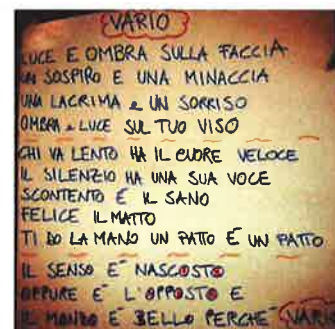 VARIO
LUCE E OMBRA SULLA FACCIA
UN SOSPIRO E UNA MINACCIA
UNA LACRIMA e UN SORRISO
OMBRA e LUCE SUL TUO VISO
CHI VA LENTO HA IL CUORE VELOCE
IL SILENZIO HA UNA SUA VOCE
SCONTENTO È IL SANO
FELICE IL MATTO
TI DO LA MANO UN PATTO È UN PATTO
IL SENSO E' NASCOSTO
OPPURE E' L'OPPOSTO E
IL MONDO E' BELLO PERCHE' VARI